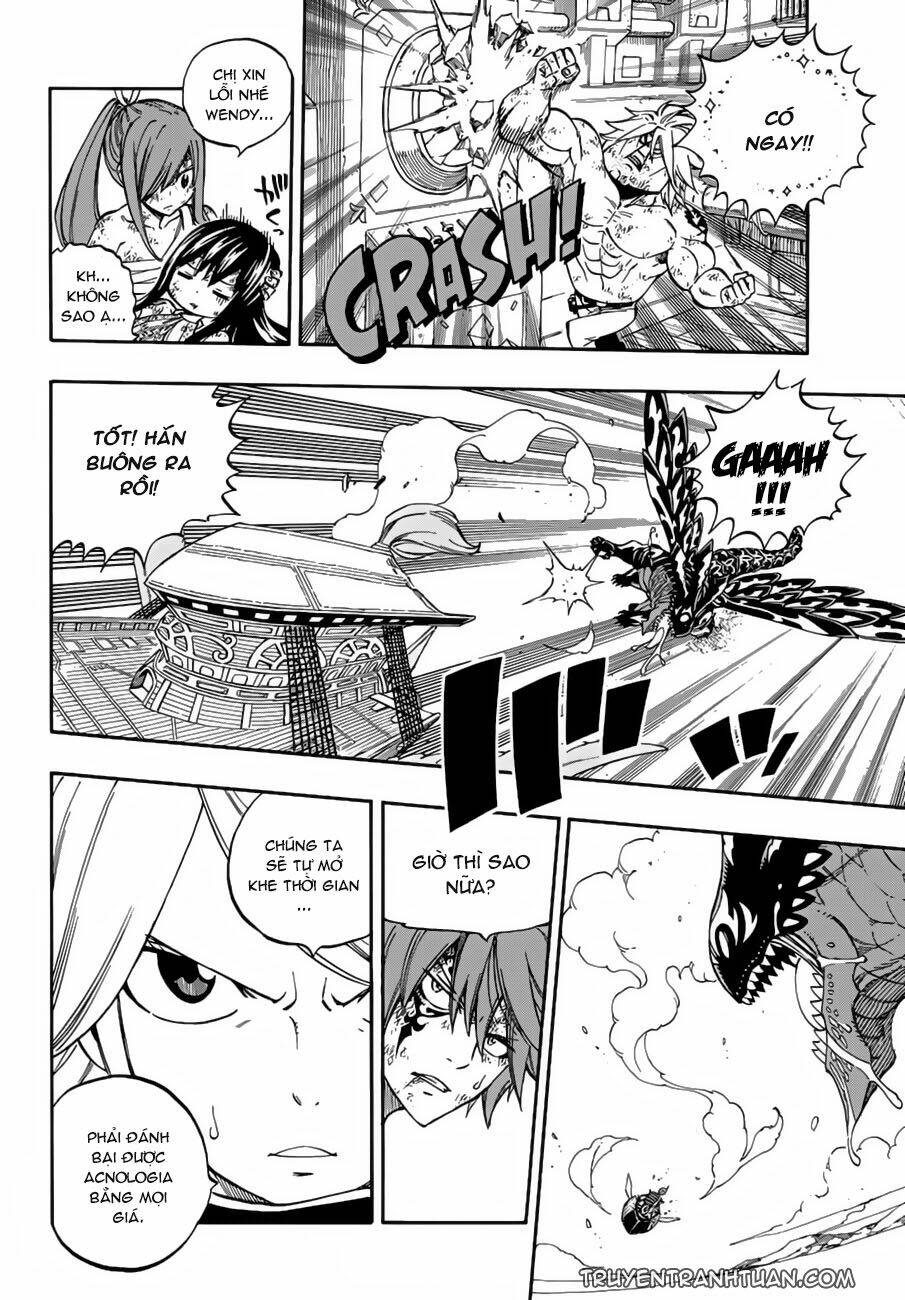 CÓ
NGAY!!
CRASH!
CHỊ XIN
LỖI NHÉ
WENDY...
KH...
KHÔNG
SAO Ạ...
GAAAH
!!!
TỐT! HẮN
BUÔNG RA
RỒI!
GIỜ THÌ SAO
NỮA?
CHÚNG TA
SẼ TỰ MỞ
KHE THỜI GIAN
...
PHẢI ĐÁNH
BẠI ĐƯỢC
ACNOLOGIA
BẰNG MỌI
GIÁ.
TRUYENTRANHTUAN.COM